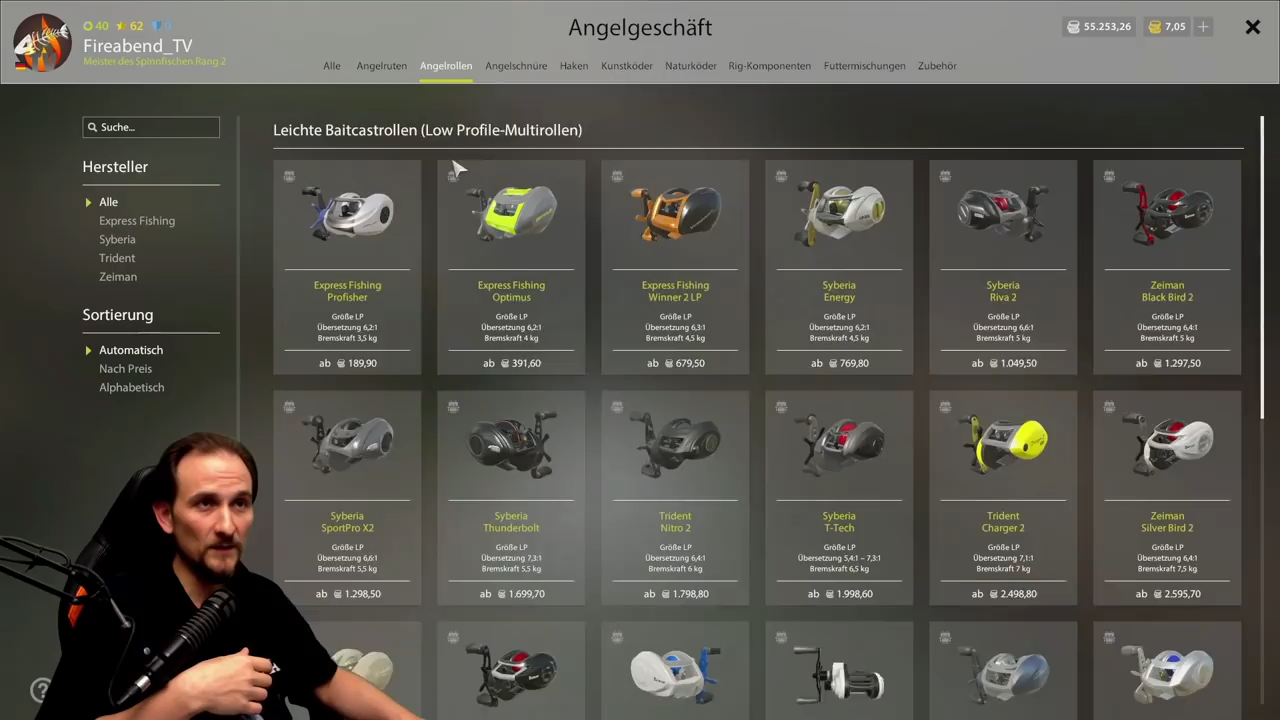 40 62 0
Fireabend_TV
Meister des Spinnfischen Rang 2
Angelgeschäft
55.253,26 7,05 +
Alle Angelruten Angelrollen Angelschnüre Haken Kunstköder Naturköder Rig-Komponenten Futtermischungen Zubehör
Suche...
Hersteller
Alle
Express Fishing
Syberia
Trident
Zeiman
Sortierung
Automatisch
Nach Preis
Alphabetisch
Leichte Baitcastrollen (Low Profile-Multirollen)
Express Fishing
Profisher
Größe LP
Übersetzung 6,2:1
Bremskraft 3,5 kg
ab 189,90
Express Fishing
Optimus
Größe LP
Übersetzung 6,2:1
Bremskraft 4 kg
ab 391,60
Express Fishing
Winner 2 LP
Größe LP
Übersetzung 6,3:1
Bremskraft 4,5 kg
ab 679,50
Syberia
Energy
Größe LP
Übersetzung 6,2:1
Bremskraft 4,5 kg
ab 769,80
Syberia
Riva 2
Größe LP
Übersetzung 6,6:1
Bremskraft 5 kg
ab 1.049,50
Zeiman
Black Bird 2
Größe LP
Übersetzung 6,4:1
Bremskraft 5 kg
ab 1.297,50
Syberia
SportPro X2
Größe LP
Übersetzung 6,6:1
Bremskraft 5,5 kg
ab 1.298,50
Syberia
Thunderbolt
Größe LP
Übersetzung 7,3:1
Bremskraft 5,5 kg
ab 1.699,70
Trident
Nitro 2
Größe LP
Übersetzung 6,4:1
Bremskraft 6 kg
ab 1.798,80
Syberia
T-Tech
Größe LP
Übersetzung 5,4:1 – 7,3:1
Bremskraft 6,5 kg
ab 1.998,60
Trident
Charger 2
Größe LP
Übersetzung 7,1:1
Bremskraft 7 kg
ab 2.498,80
Zeiman
Silver Bird 2
Größe LP
Übersetzung 6,4:1
Bremskraft 7,5 kg
ab 2.595,70
?